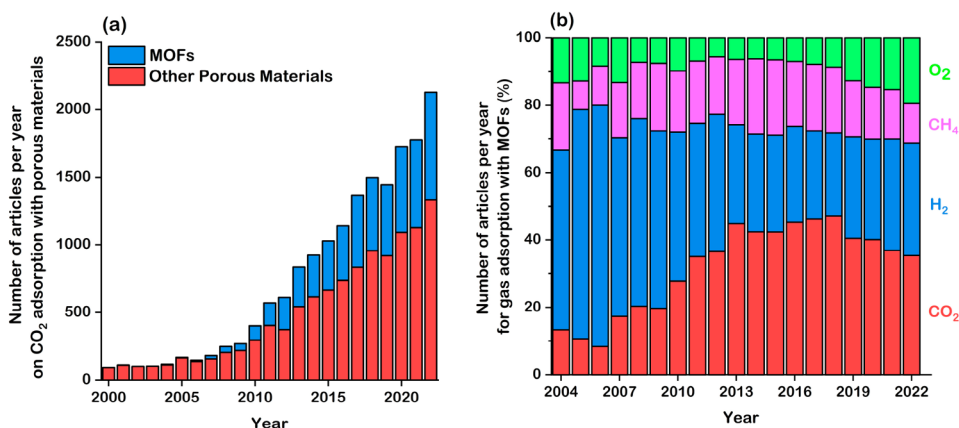 (a)
MOFs
Other Porous Materials
Number of articles per year
on CO₂ adsorption with porous materials
2500
2000
1500
1000
500
0
2000
2005
2010
2015
2020
Year
(b)
Number of articles per year
for gas adsorption with MOFs (%)
100
80
60
40
20
0
2004
2007
2010
2013
2016
2019
2022
Year
O₂
CH₄
H₂
CO₂